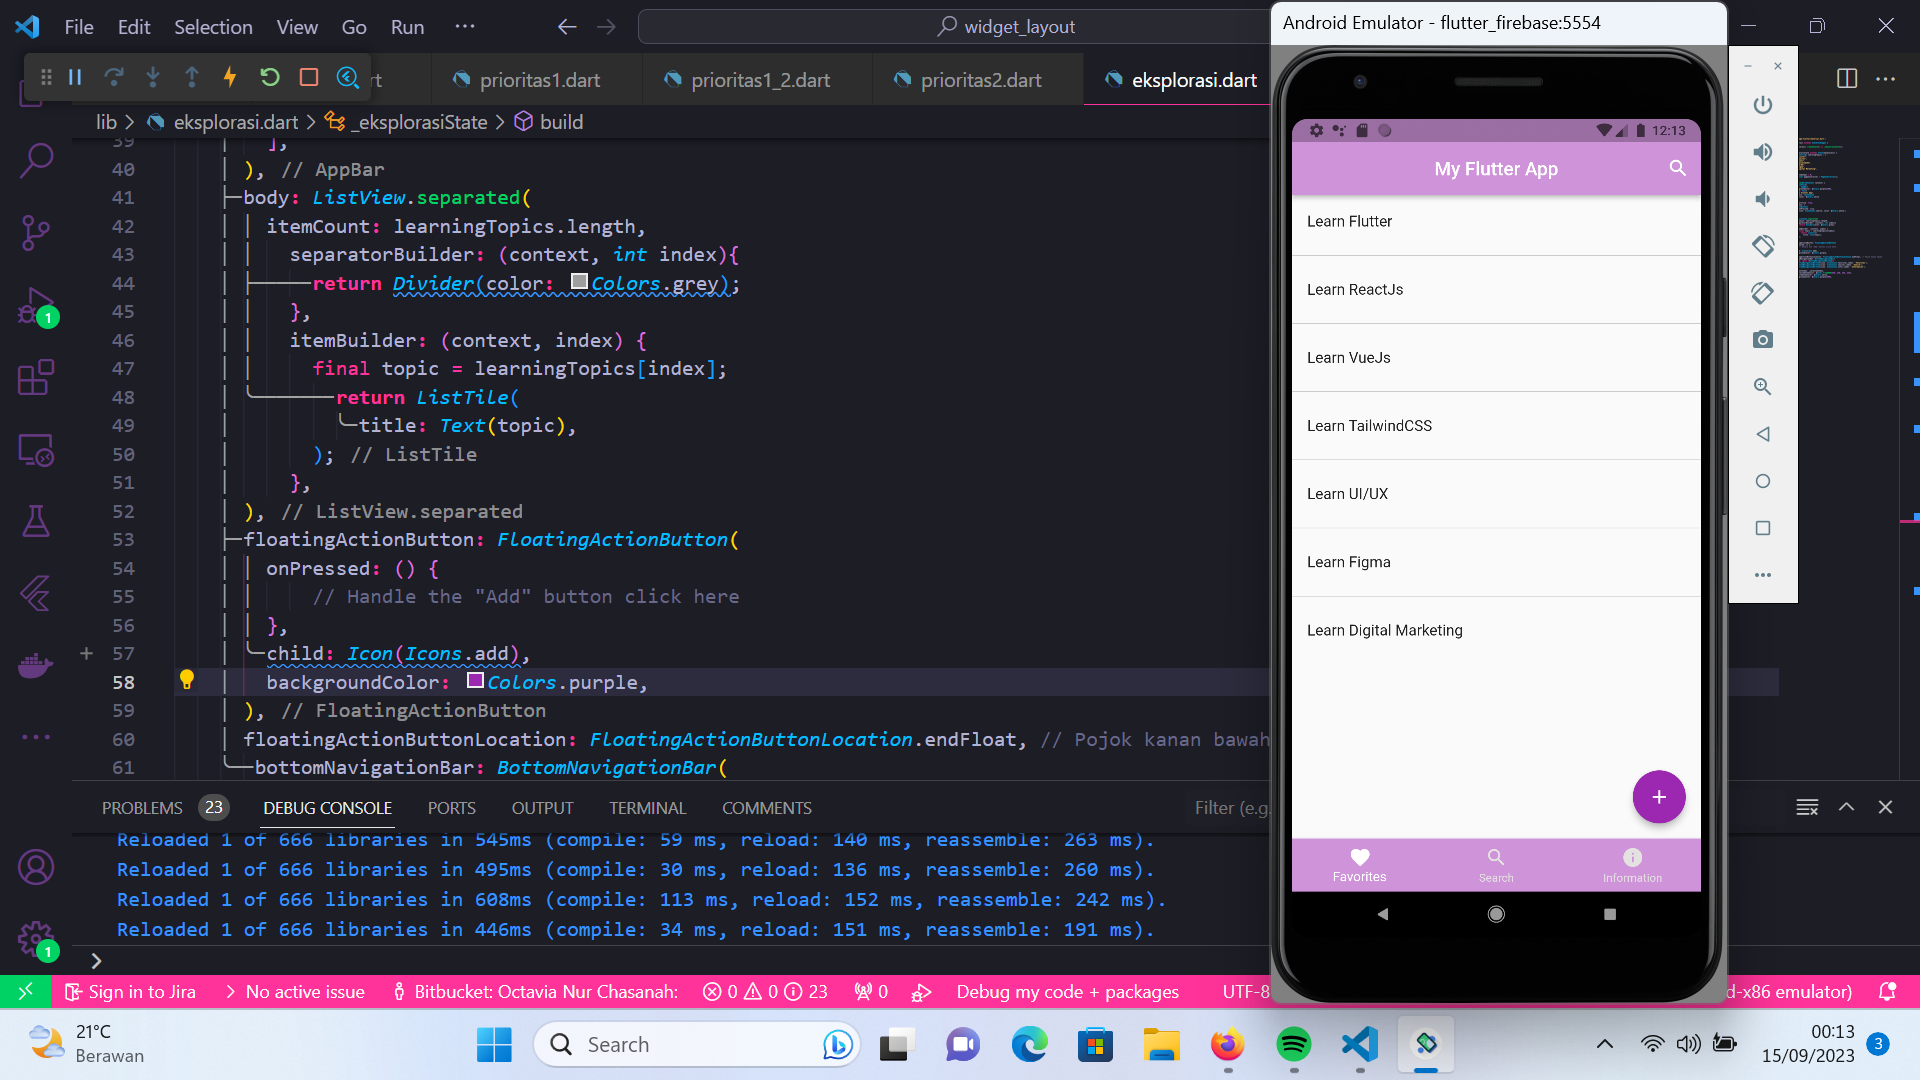 File Edit Selection View Go Run ···
widget_layout
rt prioritas1.dart prioritas1_2.dart prioritas2.dart eksplorasi.dart
lib > eksplorasi.dart > _eksplorasiState > build
39 ],
40 ), // AppBar
41 body: ListView.separated(
42 itemCount: learningTopics.length,
43 separatorBuilder: (context, int index){
44 return Divider(color: Colors.grey);
45 },
46 itemBuilder: (context, index) {
47 final topic = learningTopics[index];
48 return ListTile(
49 title: Text(topic),
50 ); // ListTile
51 },
52 ), // ListView.separated
53 floatingActionButton: FloatingActionButton(
54 onPressed: () {
55 // Handle the "Add" button click here
56 },
57 child: Icon(Icons.add),
58 backgroundColor: Colors.purple,
59 ), // FloatingActionButton
60 floatingActionButtonLocation: FloatingActionButtonLocation.endFloat, // Pojok kanan bawah
61 bottomNavigationBar: BottomNavigationBar(
PROBLEMS 23 DEBUG CONSOLE PORTS OUTPUT TERMINAL COMMENTS Filter (e.g.
Reloaded 1 of 666 libraries in 545ms (compile: 59 ms, reload: 140 ms, reassemble: 263 ms).
Reloaded 1 of 666 libraries in 495ms (compile: 30 ms, reload: 136 ms, reassemble: 260 ms).
Reloaded 1 of 666 libraries in 608ms (compile: 113 ms, reload: 152 ms, reassemble: 242 ms).
Reloaded 1 of 666 libraries in 446ms (compile: 34 ms, reload: 151 ms, reassemble: 191 ms).
>
1
1
Sign in to Jira > No active issue Bitbucket: Octavia Nur Chasanah: 0 0 23 0 Debug my code + packages UTF-8 d-x86 emulator)
Android Emulator - flutter_firebase:5554
12:13
My Flutter App
Learn Flutter
Learn ReactJs
Learn VueJs
Learn TailwindCSS
Learn UI/UX
Learn Figma
Learn Digital Marketing
+
Favorites Search Information
21°C
Berawan
Search
00:13
15/09/2023
3